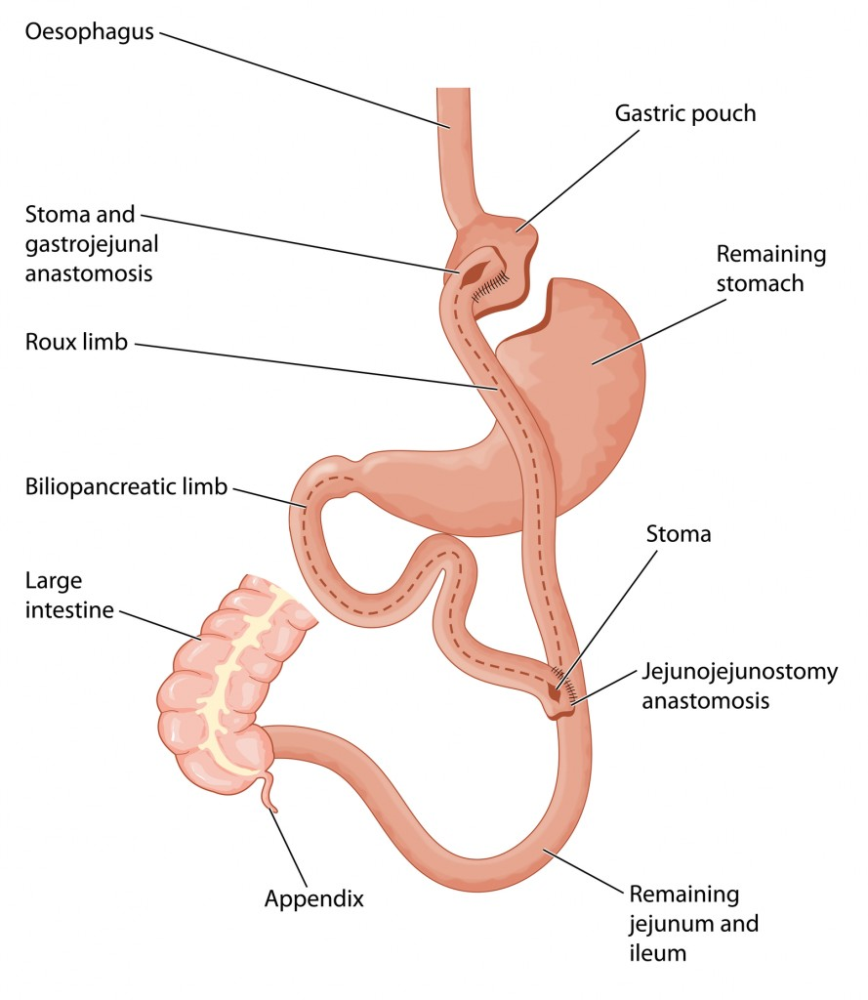 Oesophagus
Gastric pouch
Stoma and
gastrojejunal
anastomosis
Remaining
stomach
Roux limb
Biliopancreatic limb
Stoma
Large
intestine
Jejunojejunostomy
anastomosis
Appendix
Remaining
jejunum and
ileum